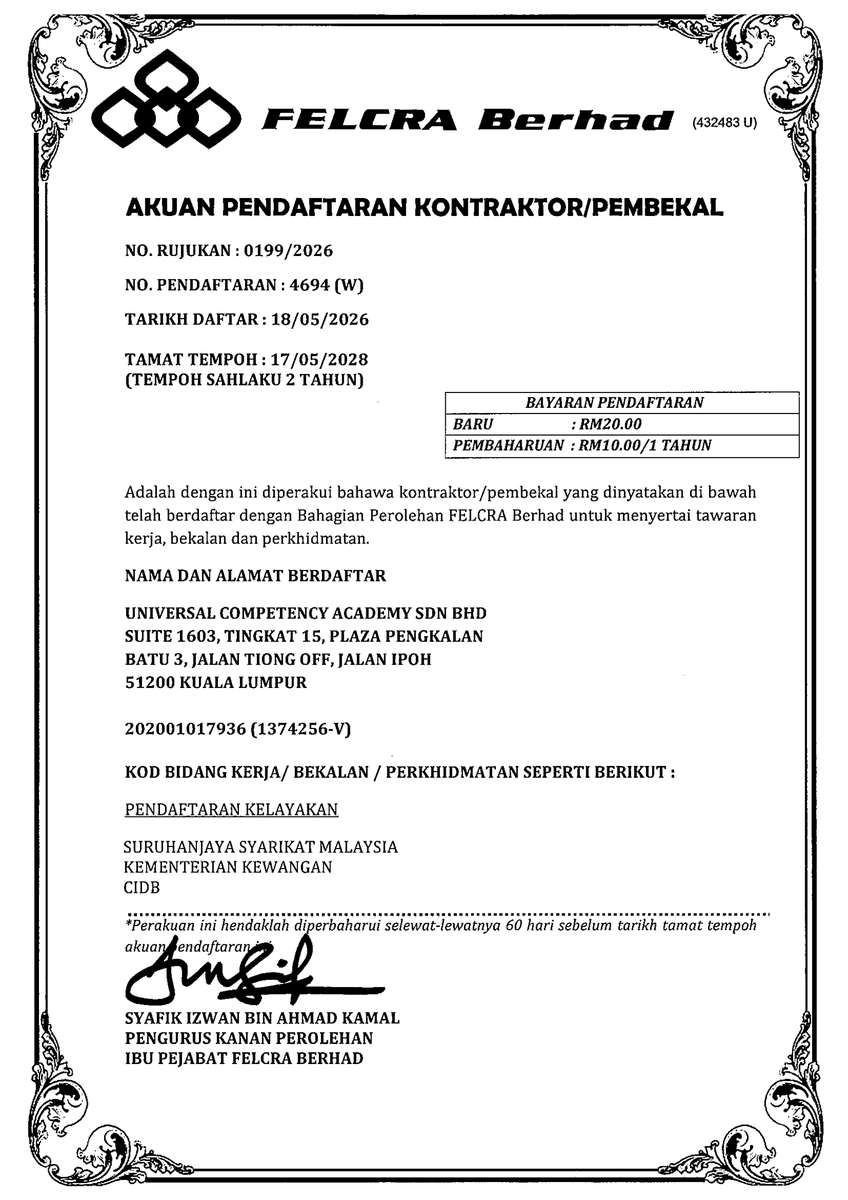 FELCRA Berhad (432483 U)
AKUAN PENDAFTARAN KONTRAKTOR/PEMBEKAL
NO. RUJUKAN : 0199/2026
NO. PENDAFTARAN : 4694 (W)
TARIKH DAFTAR : 18/05/2026
TAMAT TEMPOH : 17/05/2028
(TEMPOH SAHLAKU 2 TAHUN)
BAYARAN PENDAFTARAN
BARU : RM20.00
PEMBAHARUAN : RM10.00/1 TAHUN
Adalah dengan ini diperakui bahawa kontraktor/pembekal yang dinyatakan di bawah
telah berdaftar dengan Bahagian Perolehan FELCRA Berhad untuk menyertai tawaran
kerja, bekalan dan perkhidmatan.
NAMA DAN ALAMAT BERDAFTAR
UNIVERSAL COMPETENCY ACADEMY SDN BHD
SUITE 1603, TINGKAT 15, PLAZA PENGKALAN
BATU 3, JALAN TIONG OFF, JALAN IPOH
51200 KUALA LUMPUR
202001017936 (1374256-V)
KOD BIDANG KERJA/ BEKALAN / PERKHIDMATAN SEPERTI BERIKUT :
PENDAFTARAN KELAYAKAN
SURUHANJAYA SYARIKAT MALAYSIA
KEMENTERIAN KEWANGAN
CIDB
*Perakuan ini hendaklah diperbaharui selewat-lewatnya 60 hari sebelum tarikh tamat tempoh
akuan pendaftaran
SYAFIK IZWAN BIN AHMAD KAMAL
PENGURUS KANAN PEROLEHAN
IBU PEJABAT FELCRA BERHAD